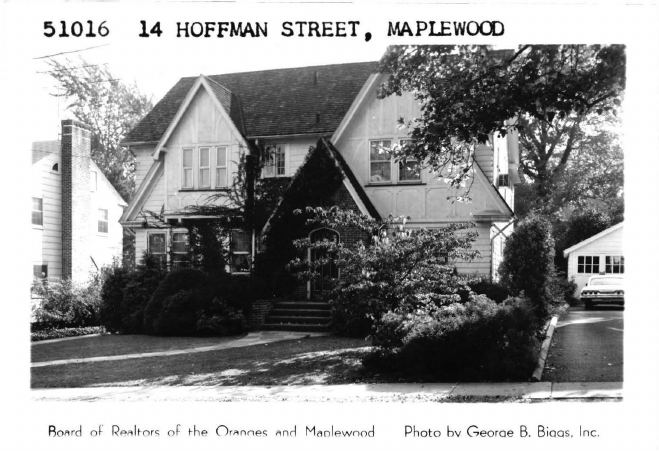 51016 14 HOFFMAN STREET, MAPLEWOOD
Board of Realtors of the Oranges and Maplewood Photo by George B. Biggs, Inc.